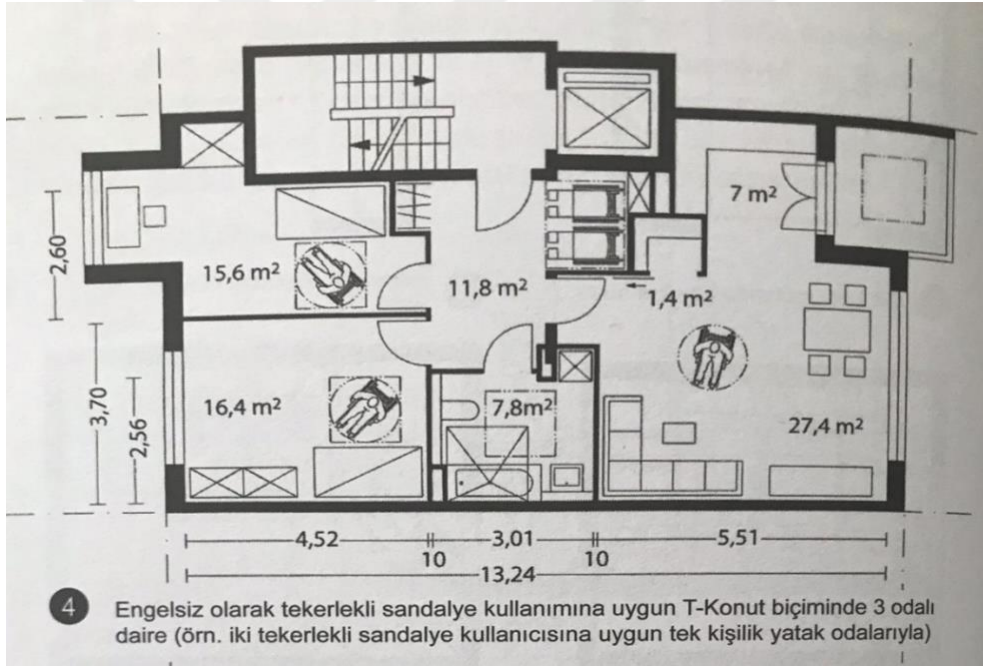 7 m²
2,60
15,6 m²
11,8 m²
1,4 m²
3,70
2,56
16,4 m²
7,8m²
27,4 m²
4,52
3,01
5,51
10
10
13,24
4
Engelsiz olarak tekerlekli sandalye kullanımına uygun T-Konut biçiminde 3 odalı
daire (örn. iki tekerlekli sandalye kullanıcısına uygun tek kişilik yatak odalarıyla)